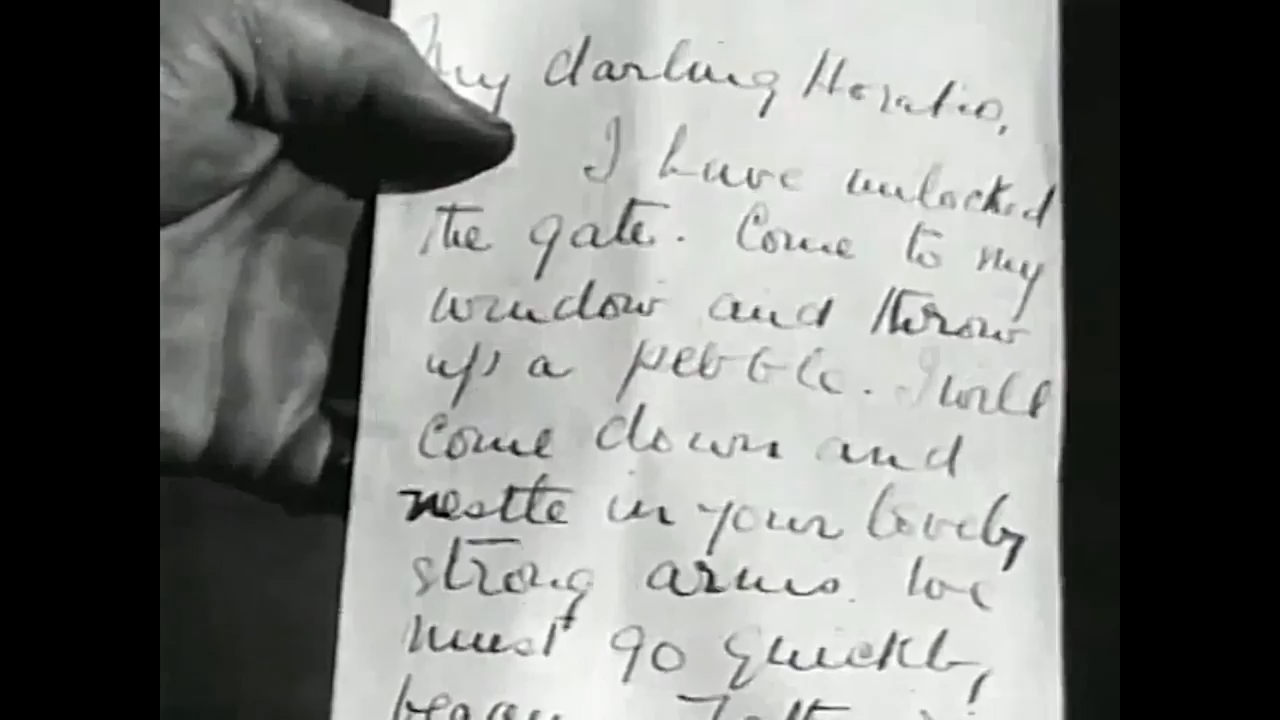 My darling Horatio,
I have unlocked
the gate. Come to my
window and throw
up a pebble. I will
come down and
nestle in your lovely
strong arms. We
must go quickly,